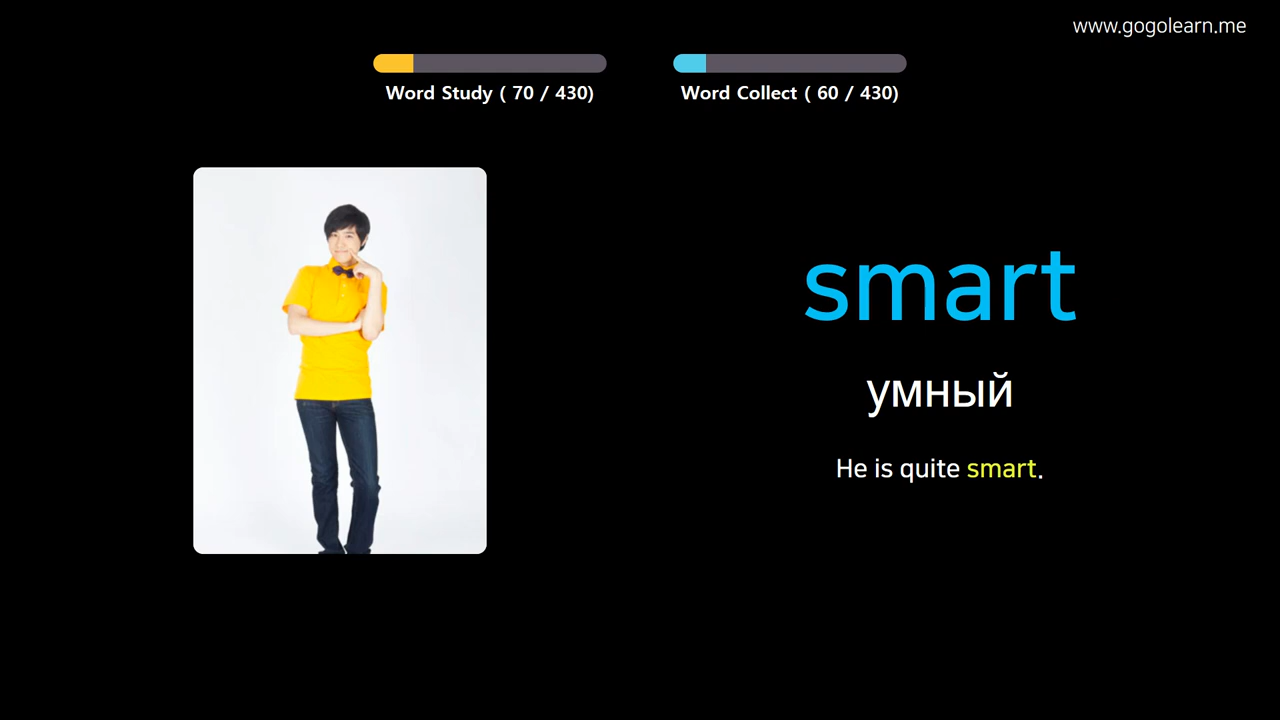 www.gogolearn.me
Word Study ( 70 / 430)
Word Collect ( 60 / 430)
smart
умный
He is quite smart.